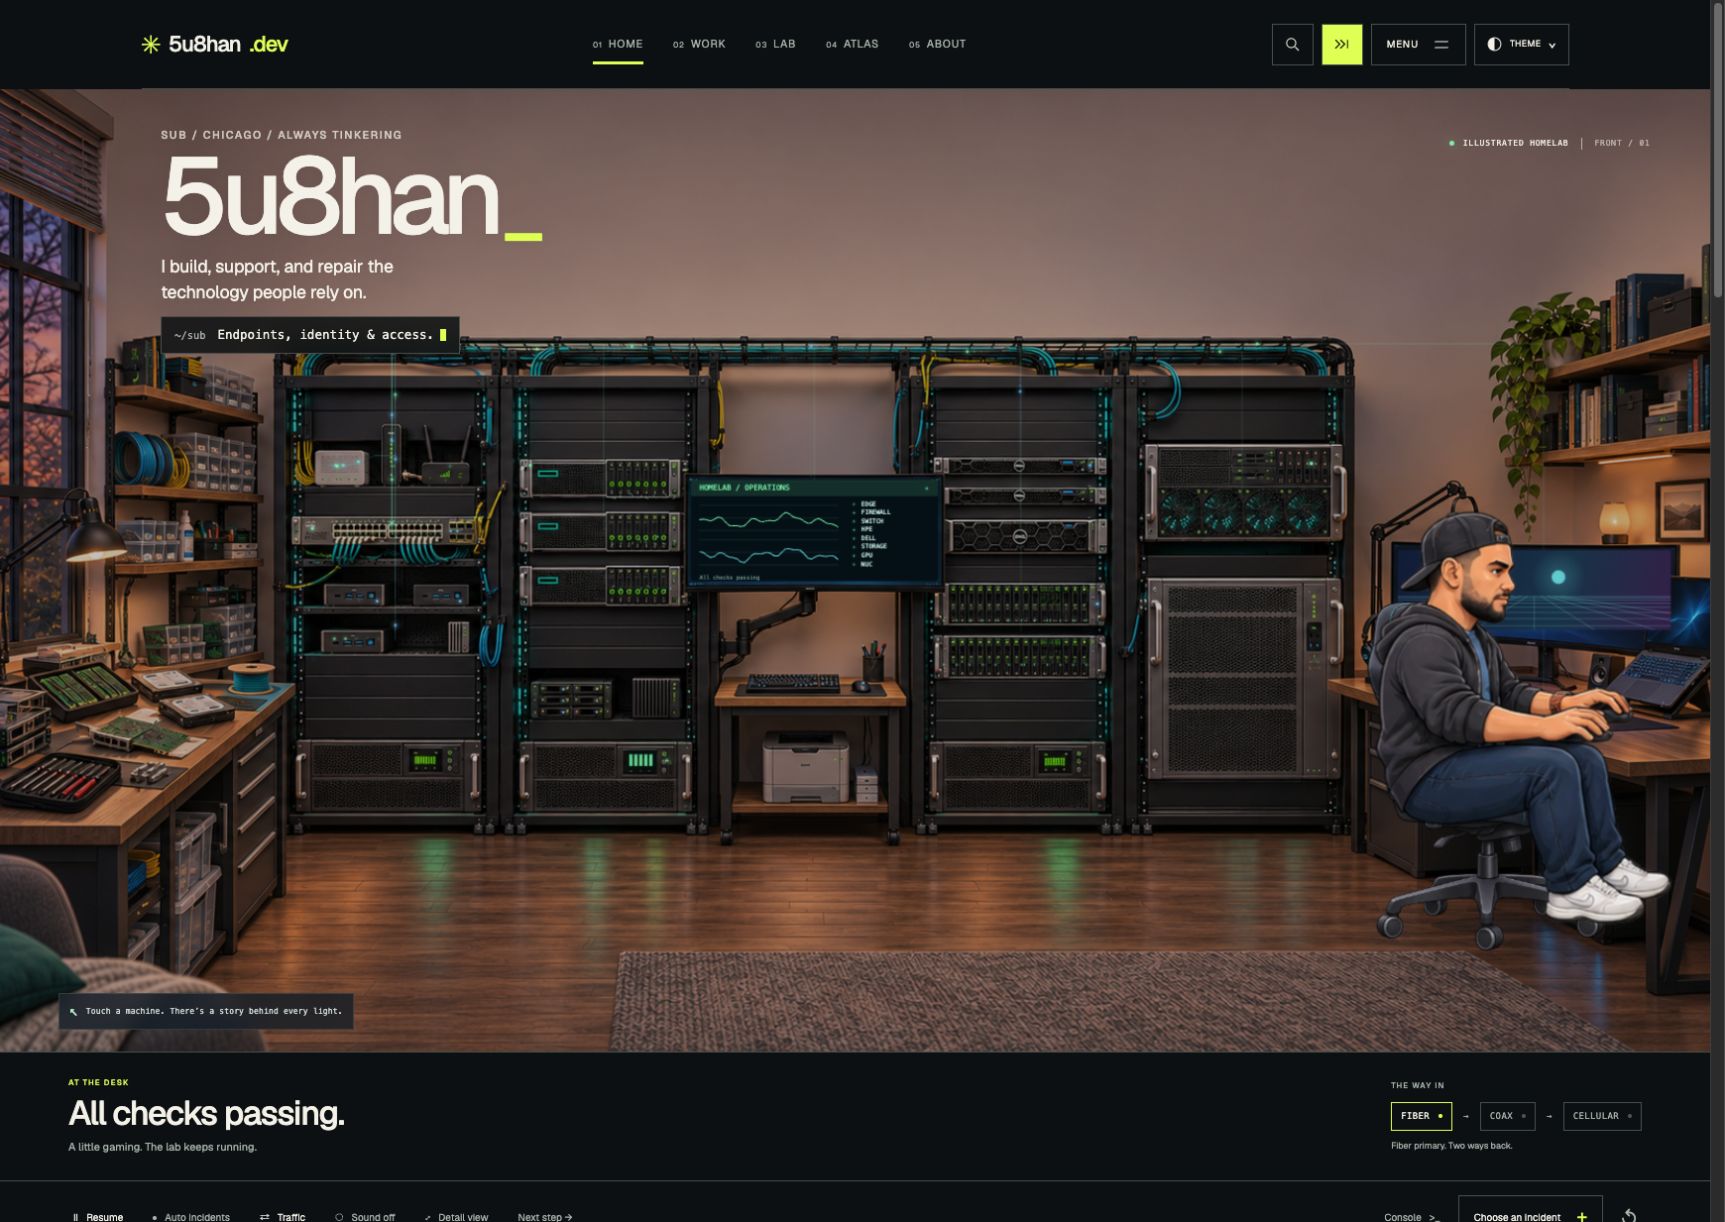 5u8han .dev
01 HOME
02 WORK
03 LAB
04 ATLAS
05 ABOUT
MENU
THEME
SUB / CHICAGO / ALWAYS TINKERING
ILLUSTRATED HOMELAB | FRONT / 01
5u8han_
I build, support, and repair the
technology people rely on.
~/sub Endpoints, identity & access.
HOMELAB / OPERATIONS
EDGE
FIREWALL
SWITCH
HPE
DELL
STORAGE
GPU
NUC
All checks passing
Touch a machine. There's a story behind every light.
AT THE DESK
All checks passing.
A little gaming. The lab keeps running.
THE WAY IN
FIBER → COAX → CELLULAR
Fiber primary. Two ways back.
Resume
Auto incidents
Traffic
Sound off
Detail view
Next step →
Console >_
Choose an incident +